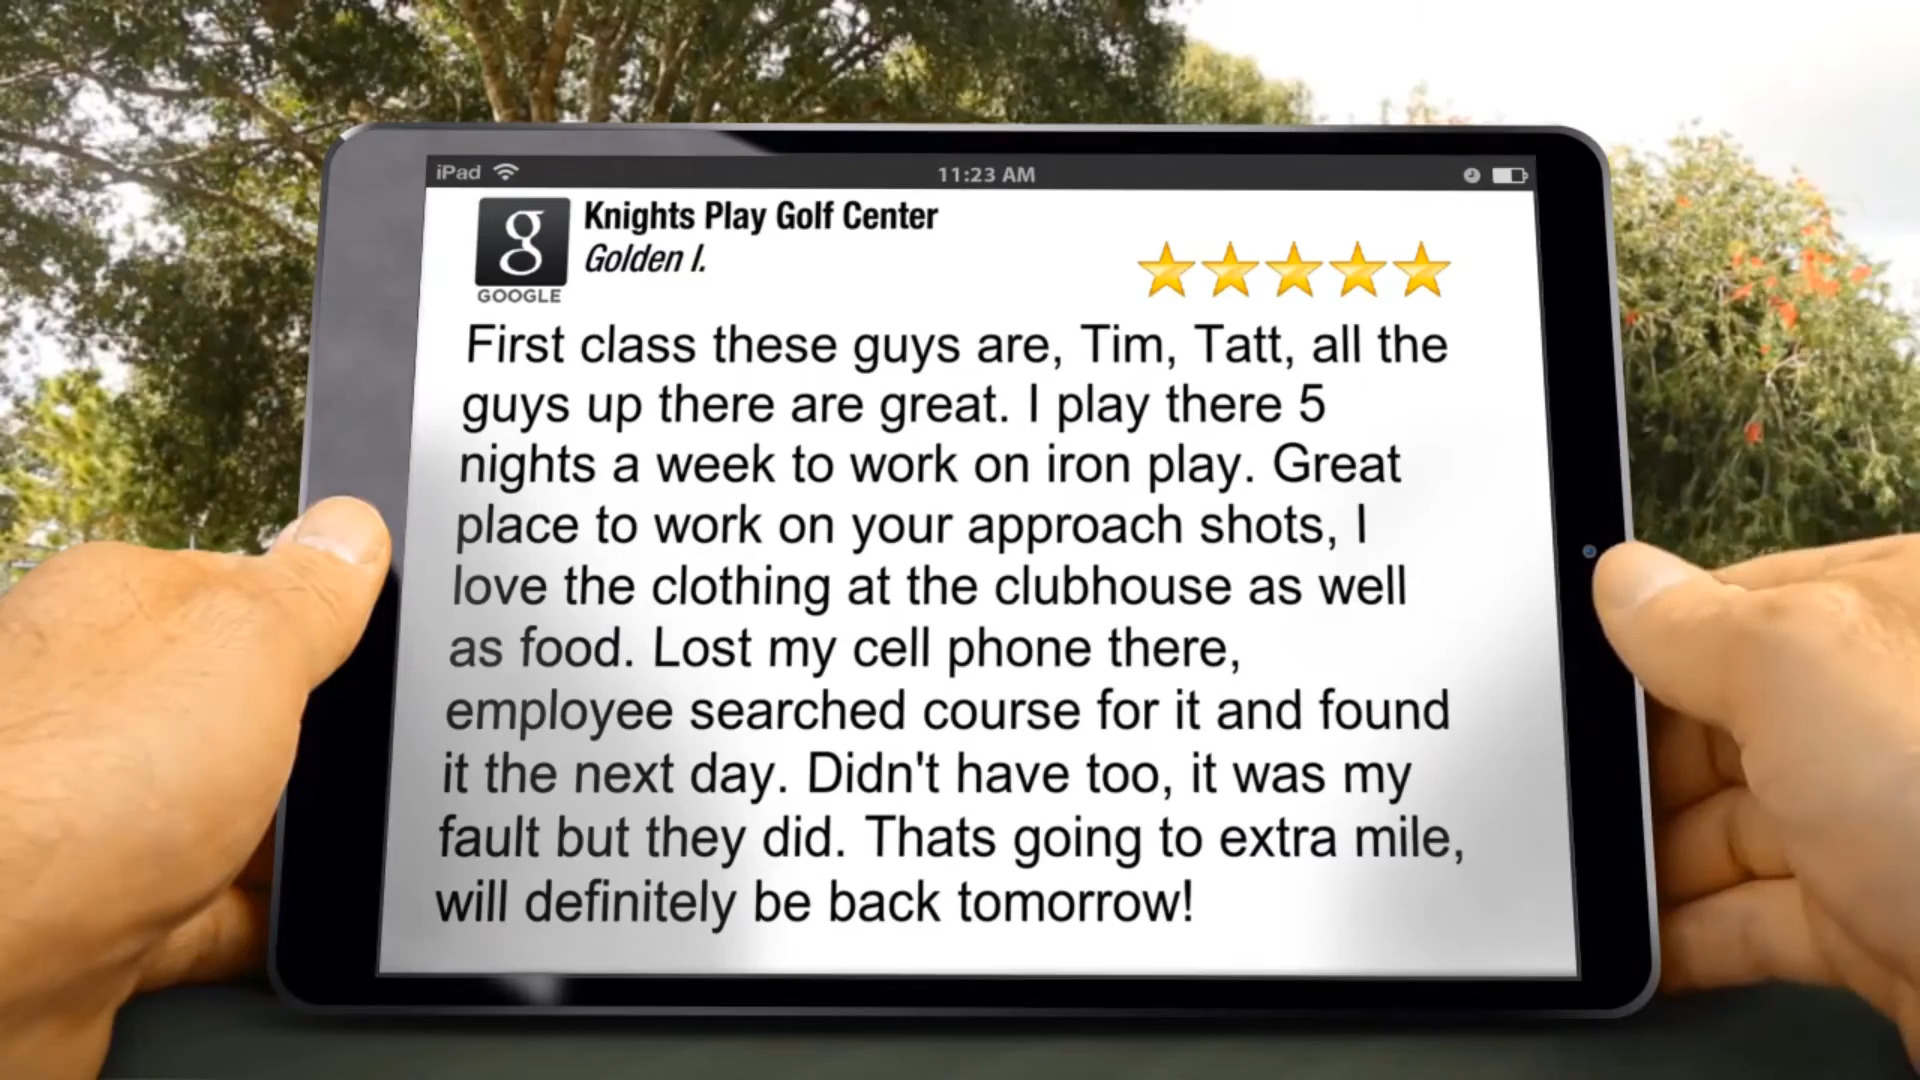 iPad
11:23 AM
g
GOOGLE
Knights Play Golf Center
Golden I.
First class these guys are, Tim, Tatt, all the
guys up there are great. I play there 5
nights a week to work on iron play. Great
place to work on your approach shots, I
love the clothing at the clubhouse as well
as food. Lost my cell phone there,
employee searched course for it and found
it the next day. Didn't have too, it was my
fault but they did. Thats going to extra mile,
will definitely be back tomorrow!